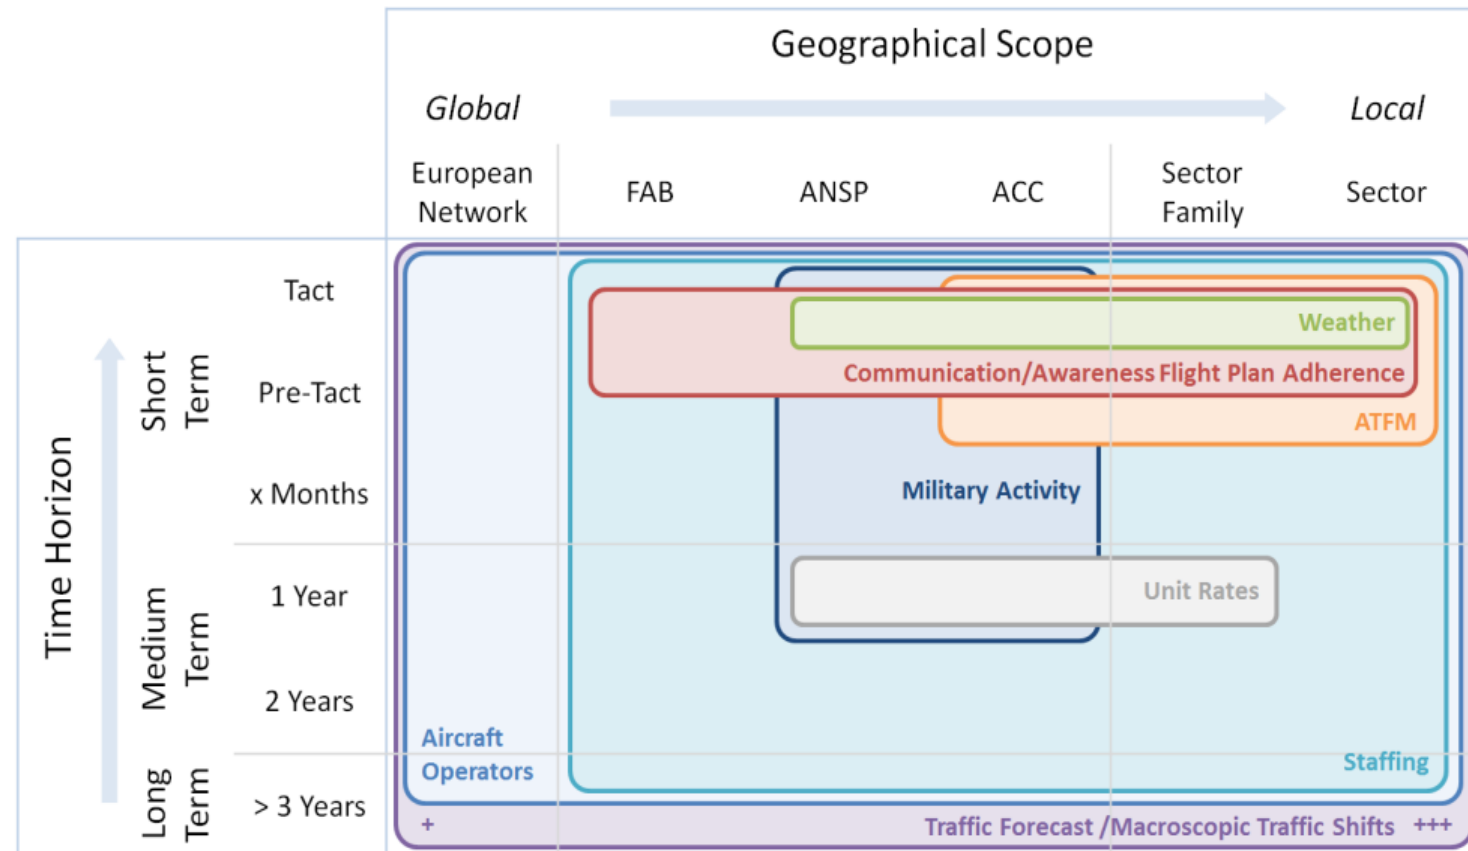 Geographical Scope
Global
Local
European
Network
FAB
ANSP
ACC
Sector
Family
Sector
Time Horizon
Short
Term
Medium
Term
Long
Term
Tact
Pre-Tact
x Months
1 Year
2 Years
> 3 Years
Weather
Communication/Awareness Flight Plan Adherence
ATFM
Military Activity
Unit Rates
Aircraft
Operators
Staffing
+
Traffic Forecast /Macroscopic Traffic Shifts +++